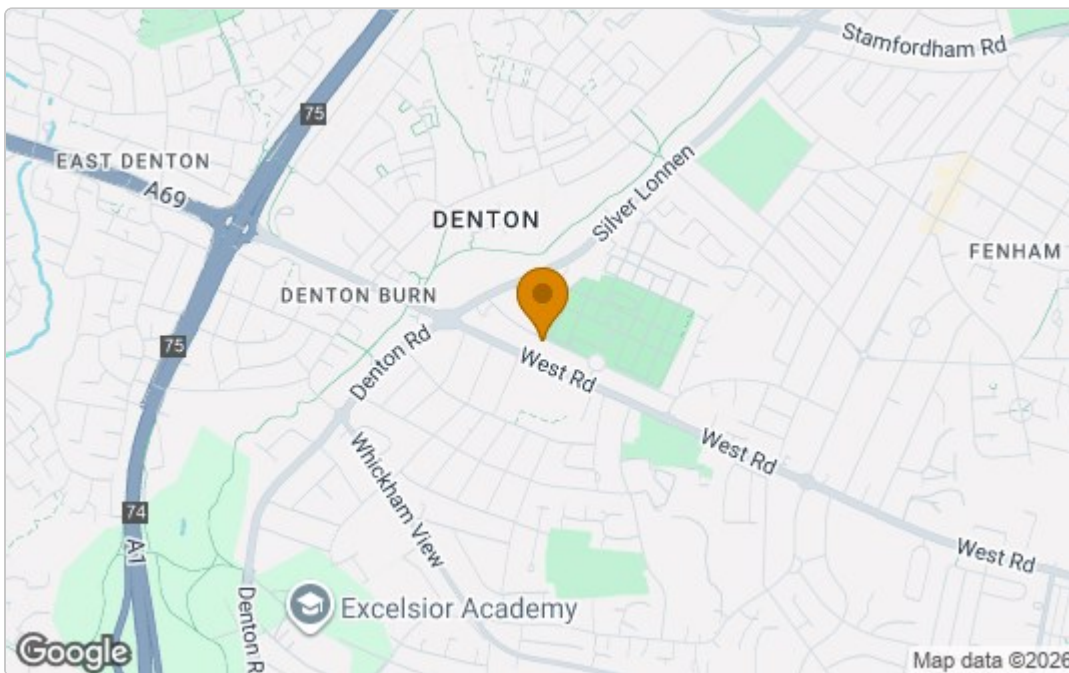 Stamfordham Rd
75
EAST DENTON
A69
DENTON
Silver Lonnen
FENHAM
DENTON BURN
75
Denton Rd
West Rd
West Rd
Whickham View
74
A1
West Rd
Denton R
Excelsior Academy
Google
Map data ©2026